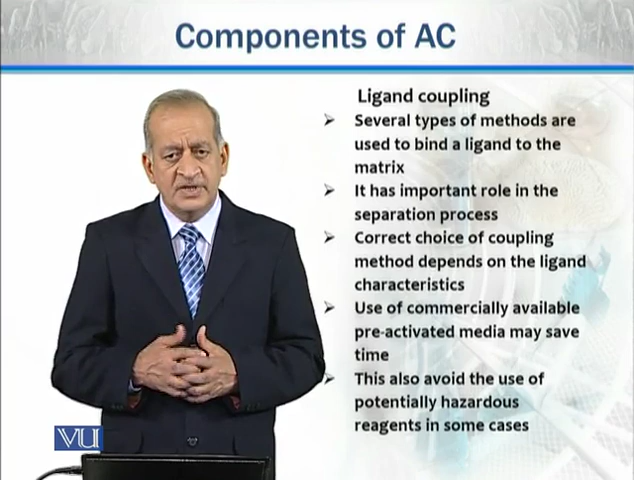 Components of AC
Ligand coupling
➢ Several types of methods are
used to bind a ligand to the
matrix
➢ It has important role in the
separation process
➢ Correct choice of coupling
method depends on the ligand
characteristics
➢ Use of commercially available
pre-activated media may save
time
➢ This also avoid the use of
potentially hazardous
reagents in some cases
VU